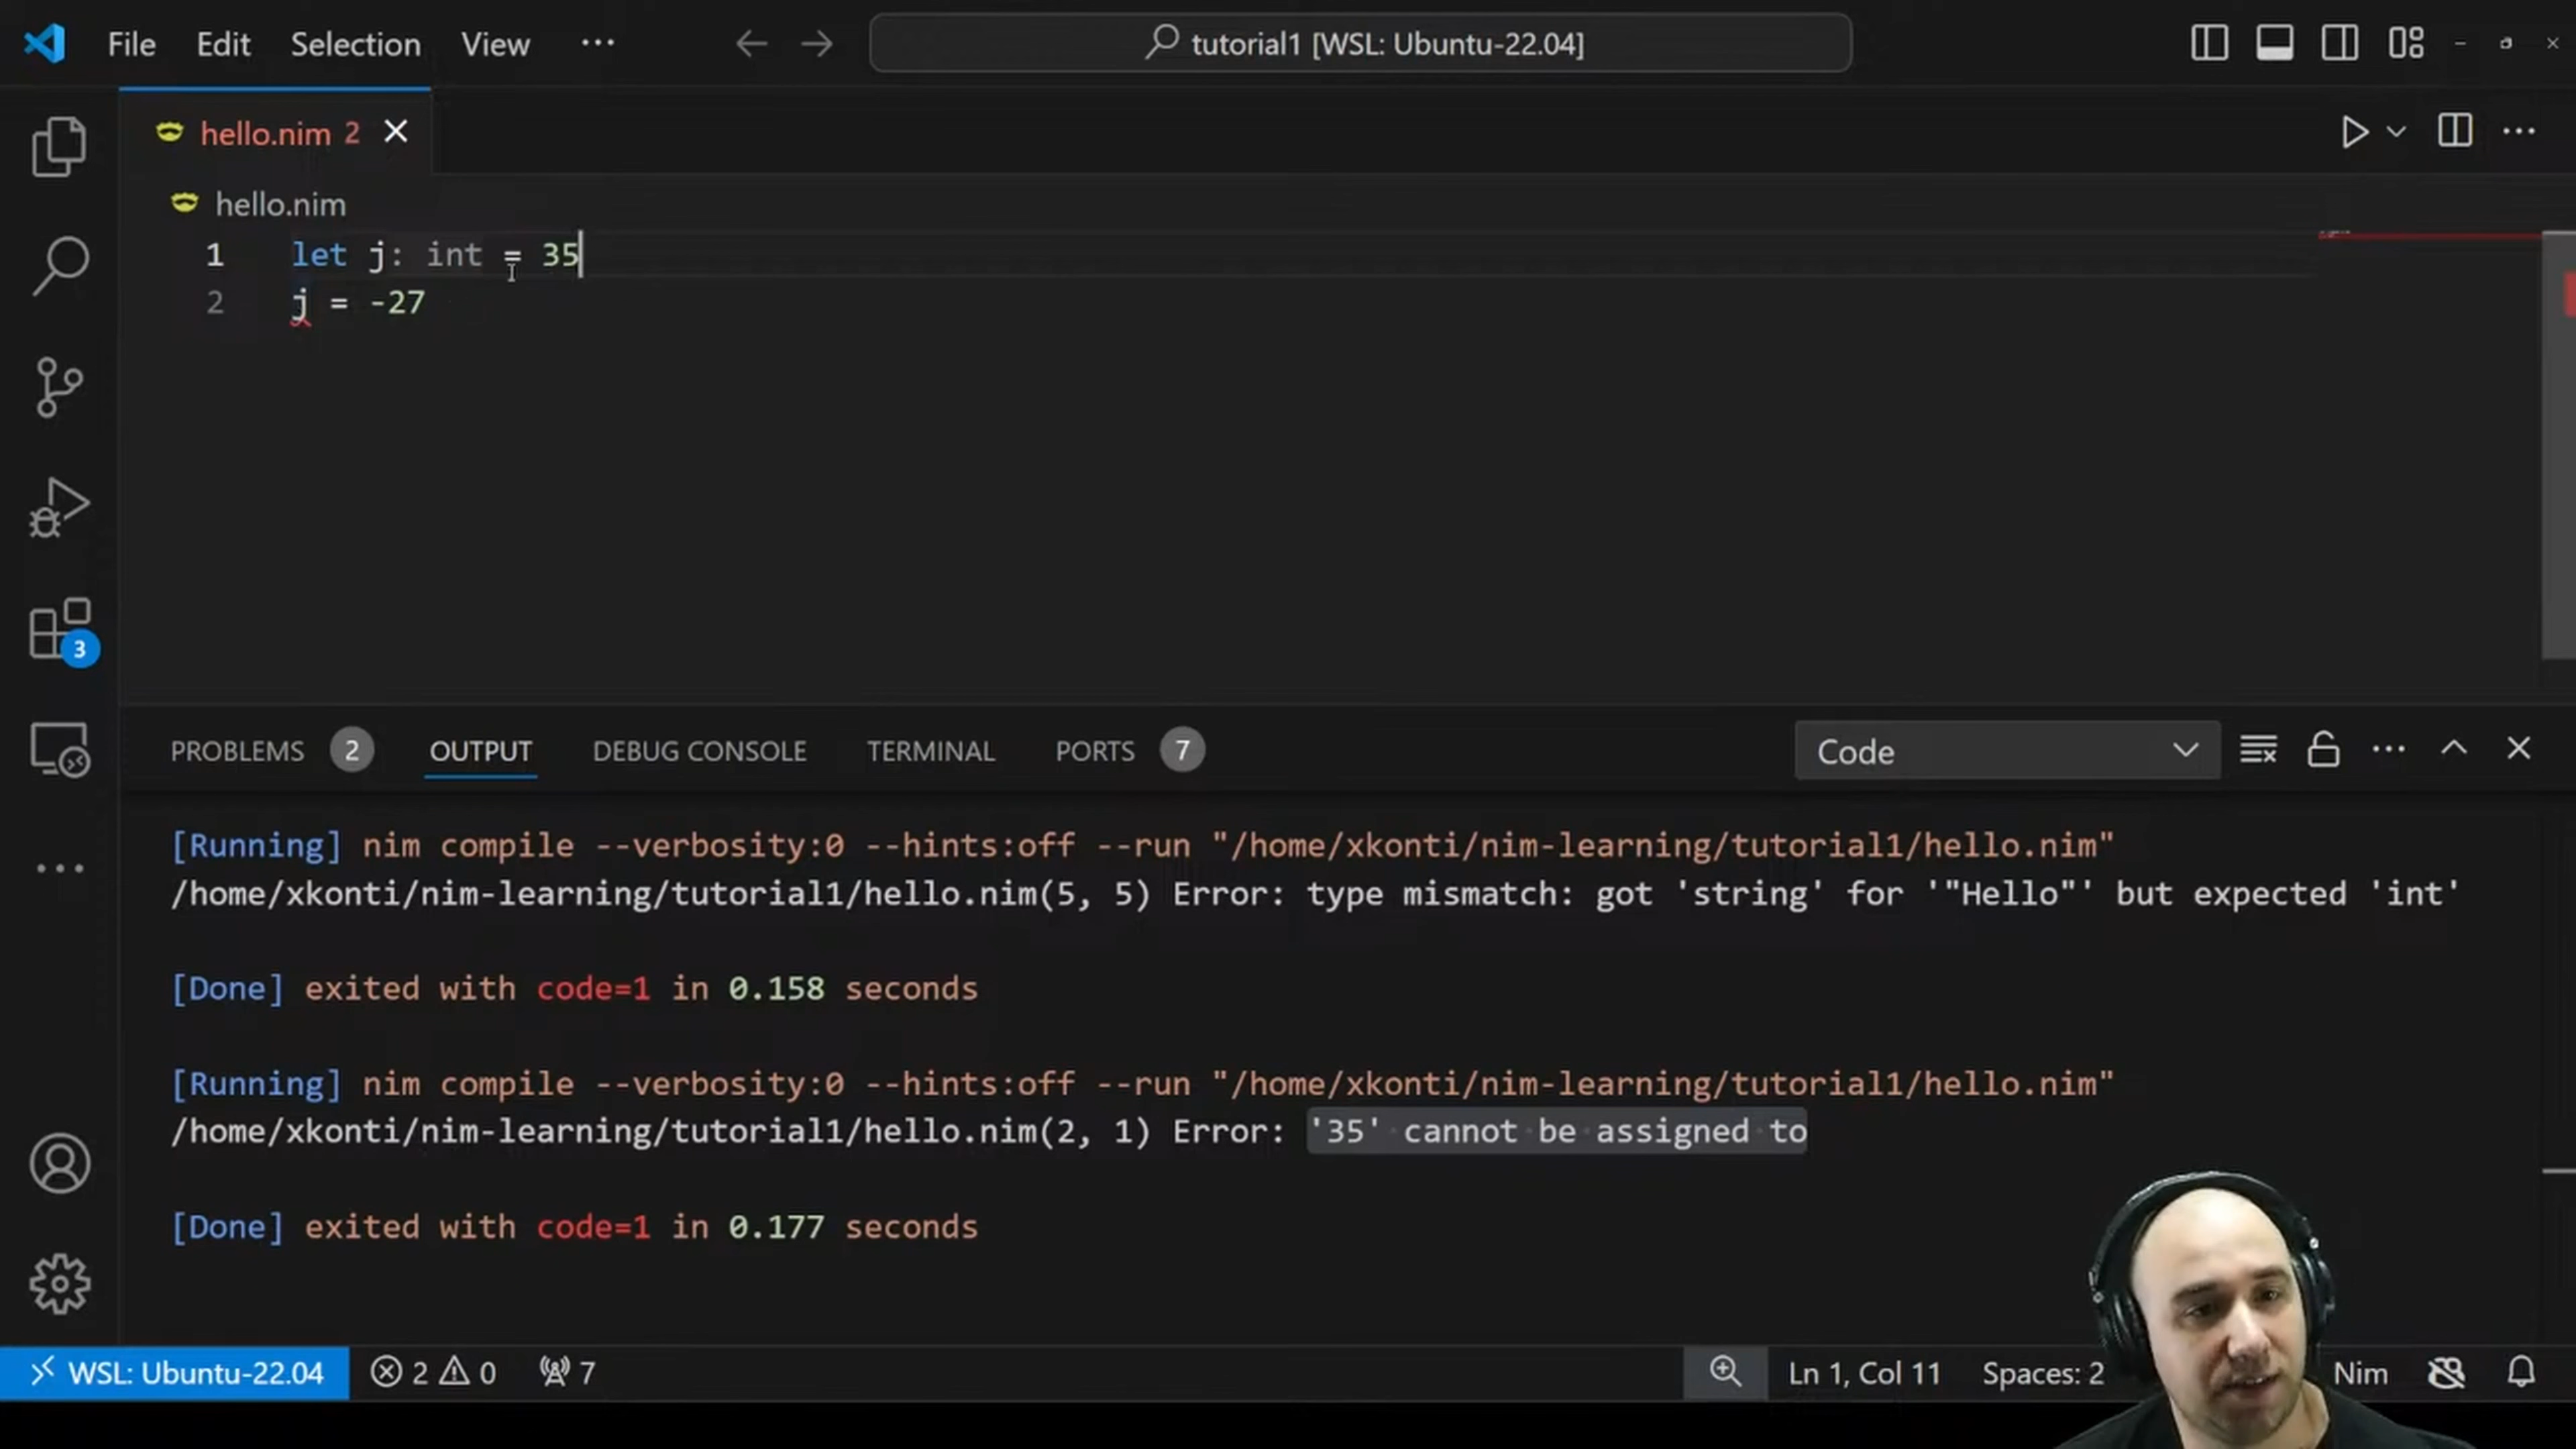 File Edit Selection View ··· tutorial1 [WSL: Ubuntu-22.04]
hello.nim 2
hello.nim
1 let j: int = 35
2 j = -27
PROBLEMS 2 OUTPUT DEBUG CONSOLE TERMINAL PORTS 7 Code
[Running] nim compile --verbosity:0 --hints:off --run "/home/xkonti/nim-learning/tutorial1/hello.nim"
/home/xkonti/nim-learning/tutorial1/hello.nim(5, 5) Error: type mismatch: got 'string' for '"Hello"' but expected 'int'
[Done] exited with code=1 in 0.158 seconds
[Running] nim compile --verbosity:0 --hints:off --run "/home/xkonti/nim-learning/tutorial1/hello.nim"
/home/xkonti/nim-learning/tutorial1/hello.nim(2, 1) Error: '35' cannot be assigned to
[Done] exited with code=1 in 0.177 seconds
3
WSL: Ubuntu-22.04 2 0 7 Ln 1, Col 11 Spaces: 2 Nim